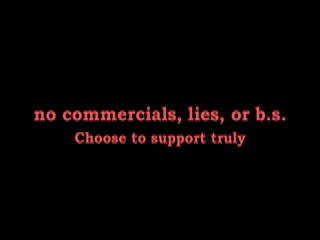 no commercials, lies, or b.s.
Choose to support truly